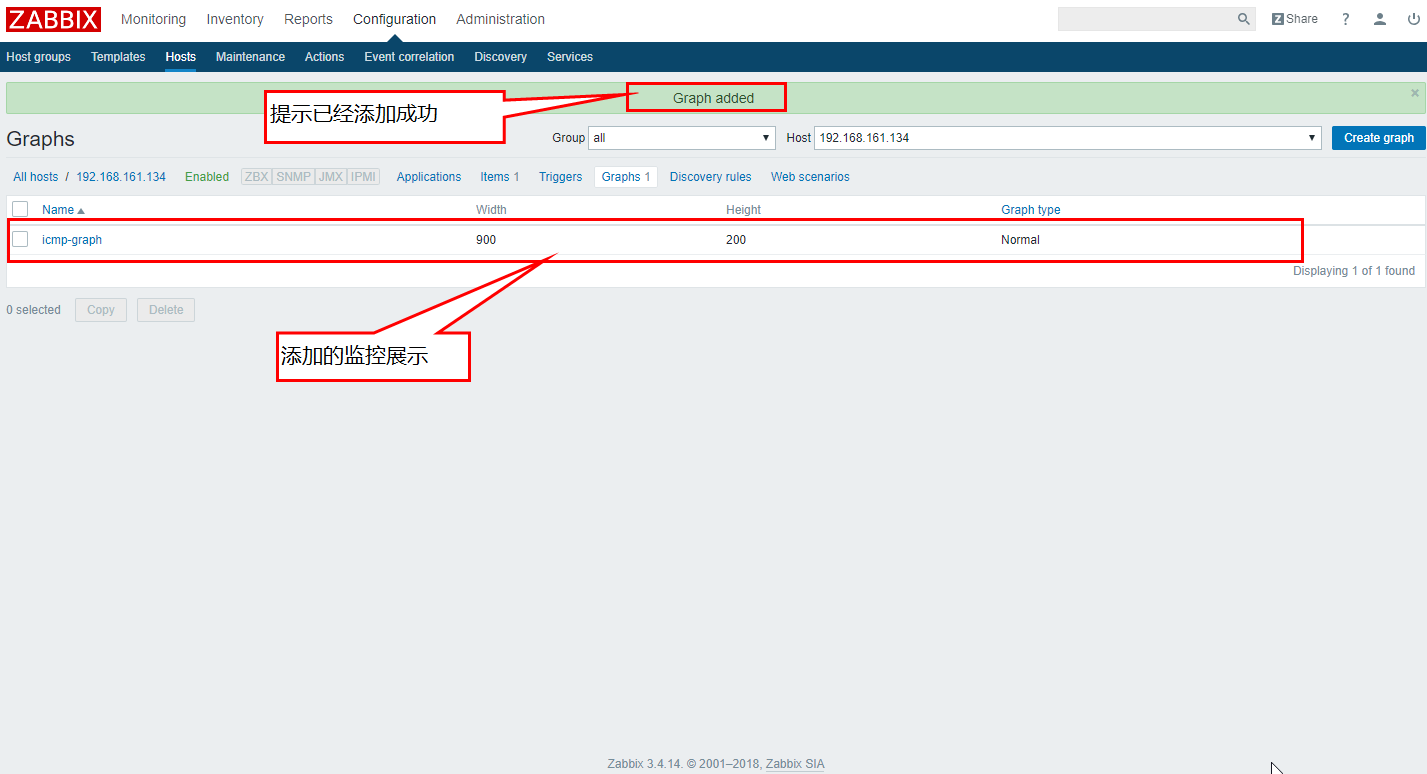 ZABBIX Monitoring Inventory Reports Configuration Administration Z Share ?
Host groups Templates Hosts Maintenance Actions Event correlation Discovery Services
Graph added ×
提示已经添加成功
Graphs Group all ▼ Host 192.168.161.134 ▼ Create graph
All hosts / 192.168.161.134 Enabled ZBX SNMP JMX IPMI Applications Items 1 Triggers Graphs 1 Discovery rules Web scenarios
Name ▲ Width Height Graph type
icmp-graph 900 200 Normal
Displaying 1 of 1 found
0 selected Copy Delete
添加的监控展示
Zabbix 3.4.14. © 2001–2018, Zabbix SIA